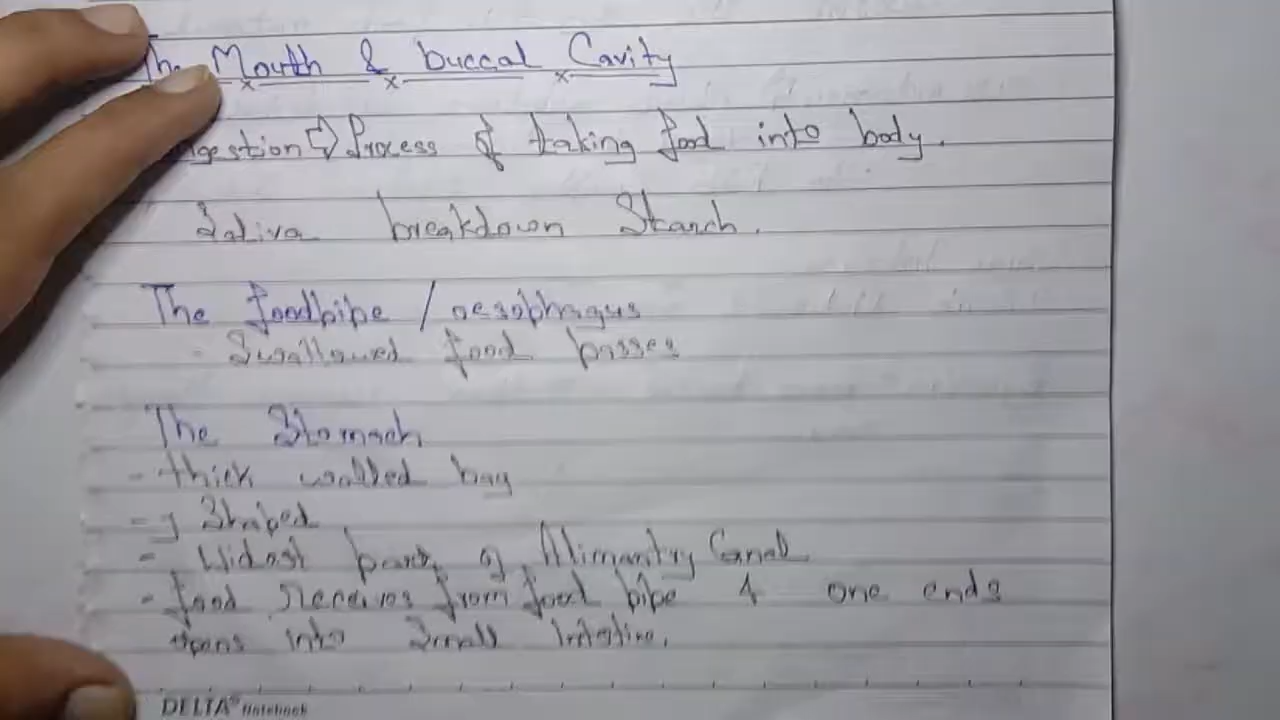 The Mouth & buccal Cavity
Ingestion ⇨ Process of taking food into body.
Saliva breakdown Starch.
The foodpipe / oesophagus
- Swallowed food passes
The Stomach
- thick walled bag
- J Shaped
- Widest part of Alimantry Canal
- food Receives from food pipe & one ends
opens into Small Intestine.
DELTA® Notebook